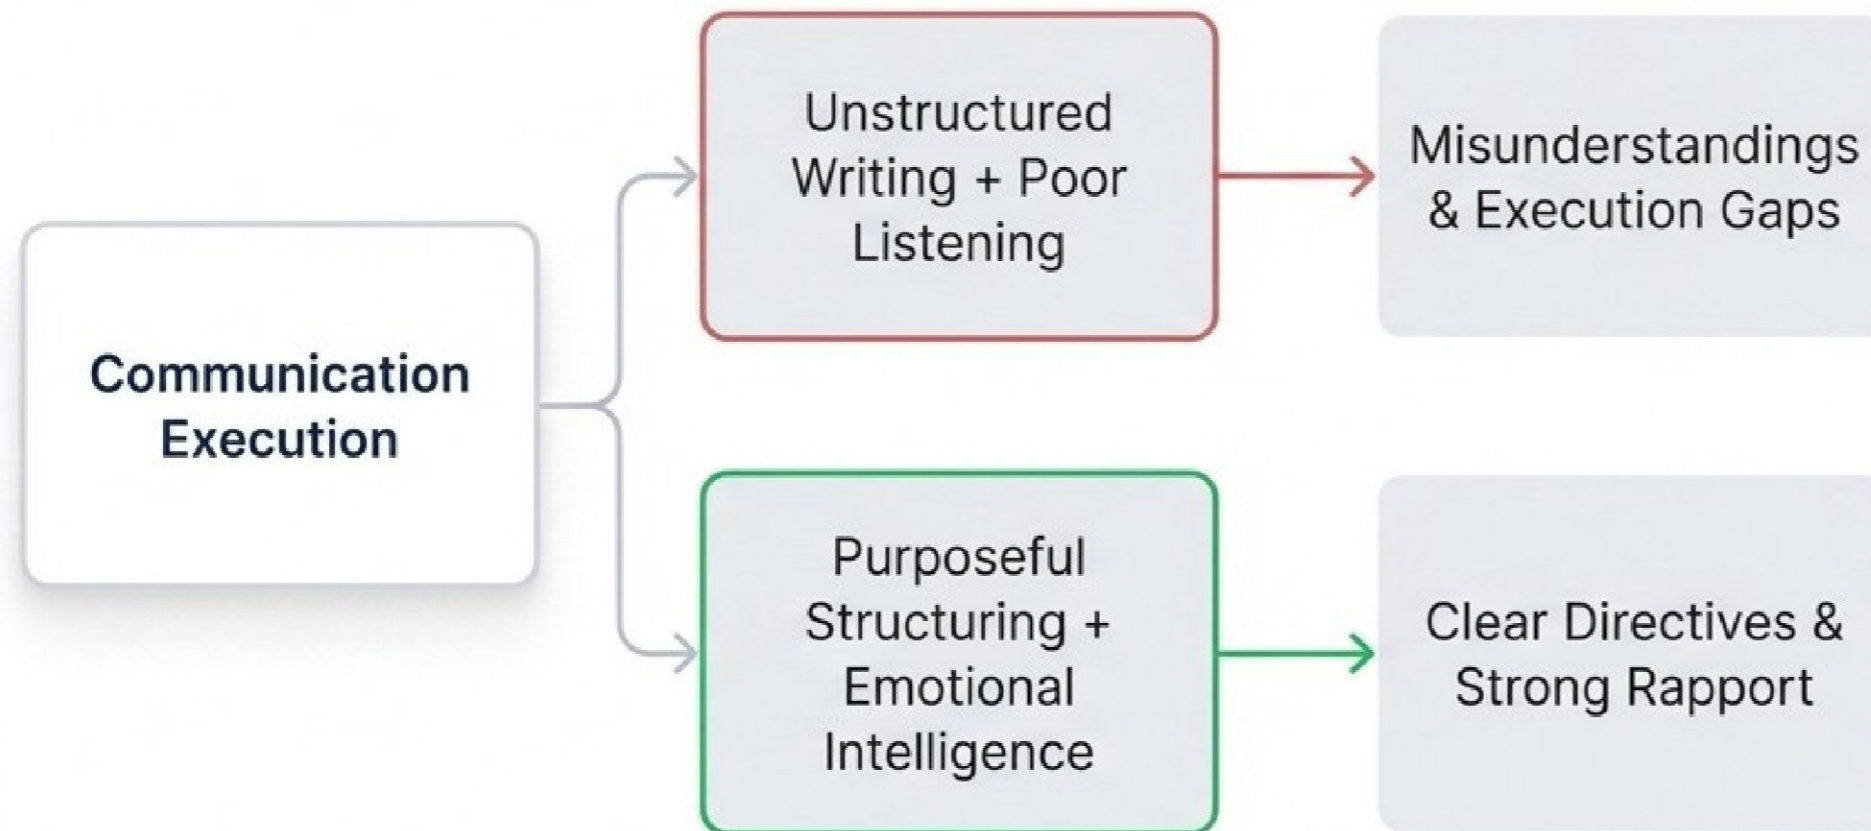 Communication
Execution
Unstructured
Writing + Poor
Listening
Misunderstandings
& Execution Gaps
Purposeful
Structuring +
Emotional
Intelligence
Clear Directives &
Strong Rapport